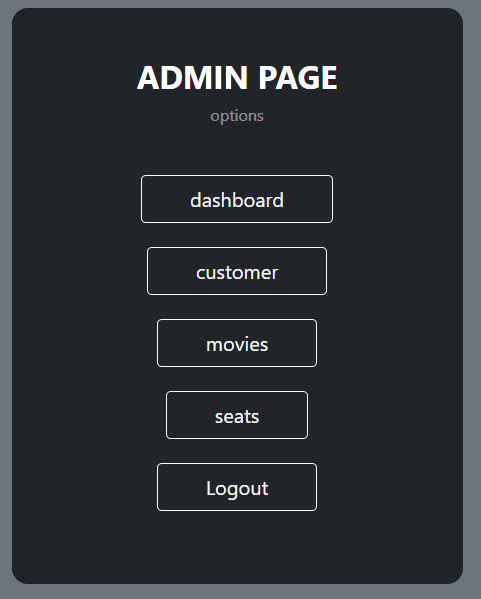 ADMIN PAGE
options
dashboard
customer
movies
seats
Logout